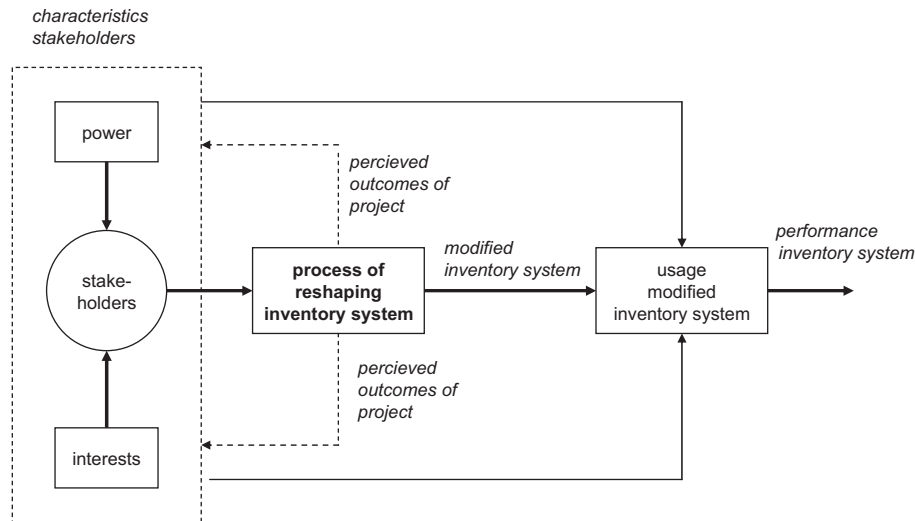 characteristics
stakeholders
power
percieved
outcomes of
project
performance
inventory system
modified
inventory system
stake-
holders
process of
reshaping
inventory system
usage
modified
inventory system
percieved
outcomes of
project
interests